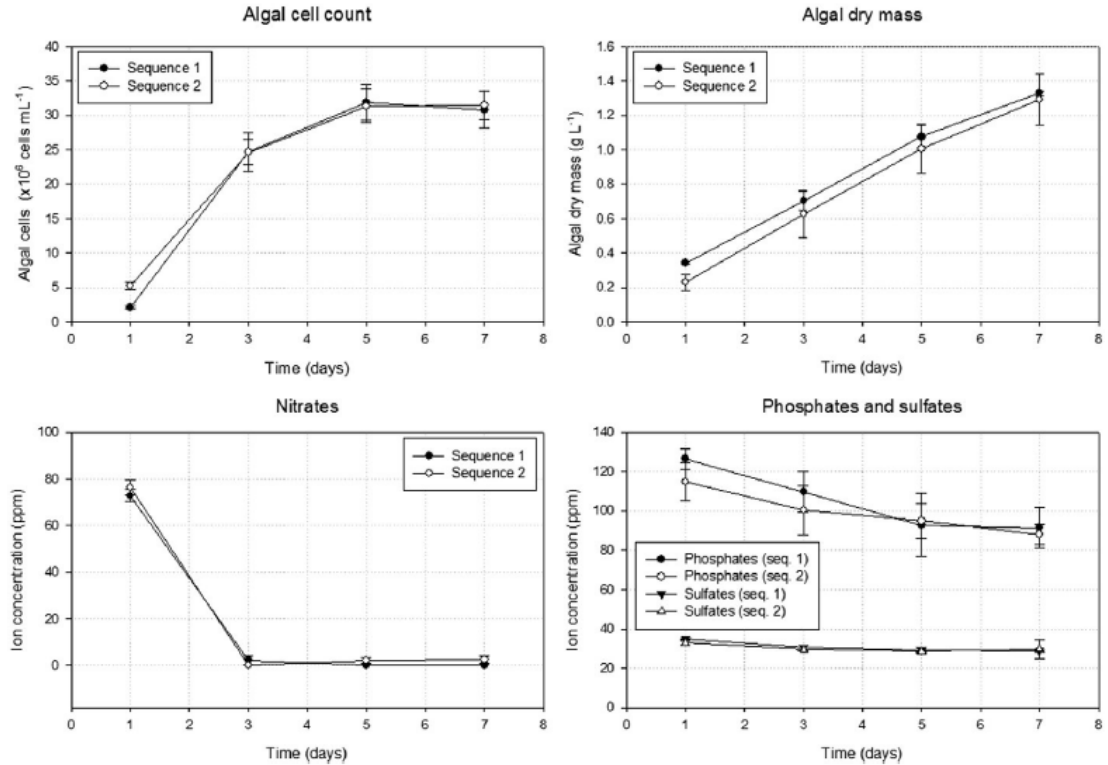 Algal cell count
40
35
30
25
20
15
10
5
0
Algal cells (x10⁶ cells mL⁻¹)
Sequence 1
Sequence 2
0 1 2 3 4 5 6 7 8
Time (days)
Algal dry mass
1.6
1.4
1.2
1.0
0.8
0.6
0.4
0.2
0.0
Algal dry mass (g L⁻¹)
Sequence 1
Sequence 2
0 1 2 3 4 5 6 7 8
Time (days)
Nitrates
100
80
60
40
20
0
Ion concentration (ppm)
Sequence 1
Sequence 2
0 1 2 3 4 5 6 7 8
Time (days)
Phosphates and sulfates
140
120
100
80
60
40
20
0
Ion concentration (ppm)
Phosphates (seq. 1)
Phosphates (seq. 2)
Sulfates (seq. 1)
Sulfates (seq. 2)
0 1 2 3 4 5 6 7 8
Time (days)